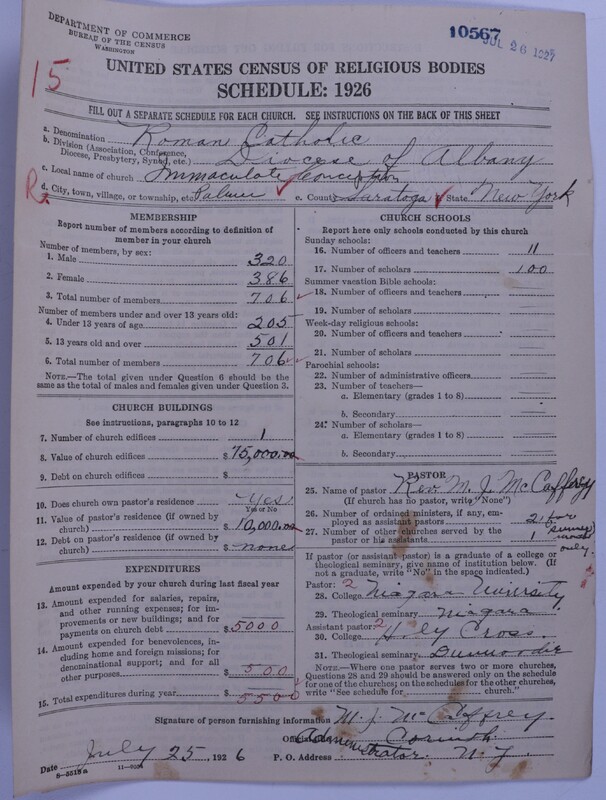 DEPARTMENT OF COMMERCE
BUREAU OF THE CENSUS
WASHINGTON
10567
JUL 26 1927
15
UNITED STATES CENSUS OF RELIGIOUS BODIES
SCHEDULE: 1926
FILL OUT A SEPARATE SCHEDULE FOR EACH CHURCH. SEE INSTRUCTIONS ON THE BACK OF THIS SHEET
a. Denomination Roman Catholic
b. Division (Association, Conference, Diocese, Presbytery, Synod, etc.) Diocese of Albany
c. Local name of church Immaculate Conception
R. d. City, town, village, or township, etc. Palmer e. County Saratoga State New York
MEMBERSHIP
Report number of members according to definition of member in your church
Number of members, by sex:
1. Male 320
2. Female 386
3. Total number of members 706
Number of members under and over 13 years old:
4. Under 13 years of age 205
5. 13 years old and over 501
6. Total number of members 706
NOTE.—The total given under Question 6 should be the same as the total of males and females given under Question 3.
CHURCH BUILDINGS
See instructions, paragraphs 10 to 12
7. Number of church edifices 1
8. Value of church edifices $ 75,000.00
9. Debt on church edifices $
10. Does church own pastor's residence Yes
Yes or No
11. Value of pastor's residence (if owned by church) $ 10,000.00
12. Debt on pastor's residence (if owned by church) $ none
EXPENDITURES
Amount expended by your church during last fiscal year
13. Amount expended for salaries, repairs, and other running expenses; for improvements or new buildings; and for payments on church debt $ 5000
14. Amount expended for benevolences, including home and foreign missions; for denominational support; and for all other purposes $ 500
15. Total expenditures during year $ 5500
CHURCH SCHOOLS
Report here only schools conducted by this church
Sunday schools:
16. Number of officers and teachers 11
17. Number of scholars 100
Summer vacation Bible schools:
18. Number of officers and teachers
19. Number of scholars
Week-day religious schools:
20. Number of officers and teachers
21. Number of scholars
Parochial schools:
22. Number of administrative officers
23. Number of teachers—
a. Elementary (grades 1 to 8)
b. Secondary
24. Number of scholars—
a. Elementary (grades 1 to 8)
b. Secondary
PASTOR
25. Name of pastor Rev. M. J. McCaffrey
(If church has no pastor, write "None")
26. Number of ordained ministers, if any, employed as assistant pastors 2 for
27. Number of other churches served by the pastor or his assistants 1 only.
If pastor (or assistant pastor) is a graduate of a college or theological seminary, give name of institution below. (If not a graduate, write "No" in the space indicated.)
Pastor: 2
28. College Niagara University
29. Theological seminary Niagara
Assistant pastor: 2
30. College Holy Cross
31. Theological seminary Dunwoodie
NOTE.—Where one pastor serves two or more churches, Questions 28 and 29 should be answered only on the schedule for one of the churches; on the schedules for the other churches, write "See schedule for church."
Signature of person furnishing information M. J. McCaffrey
Official Administrator
Date July 25, 1926 P. O. Address Corinth N. Y.